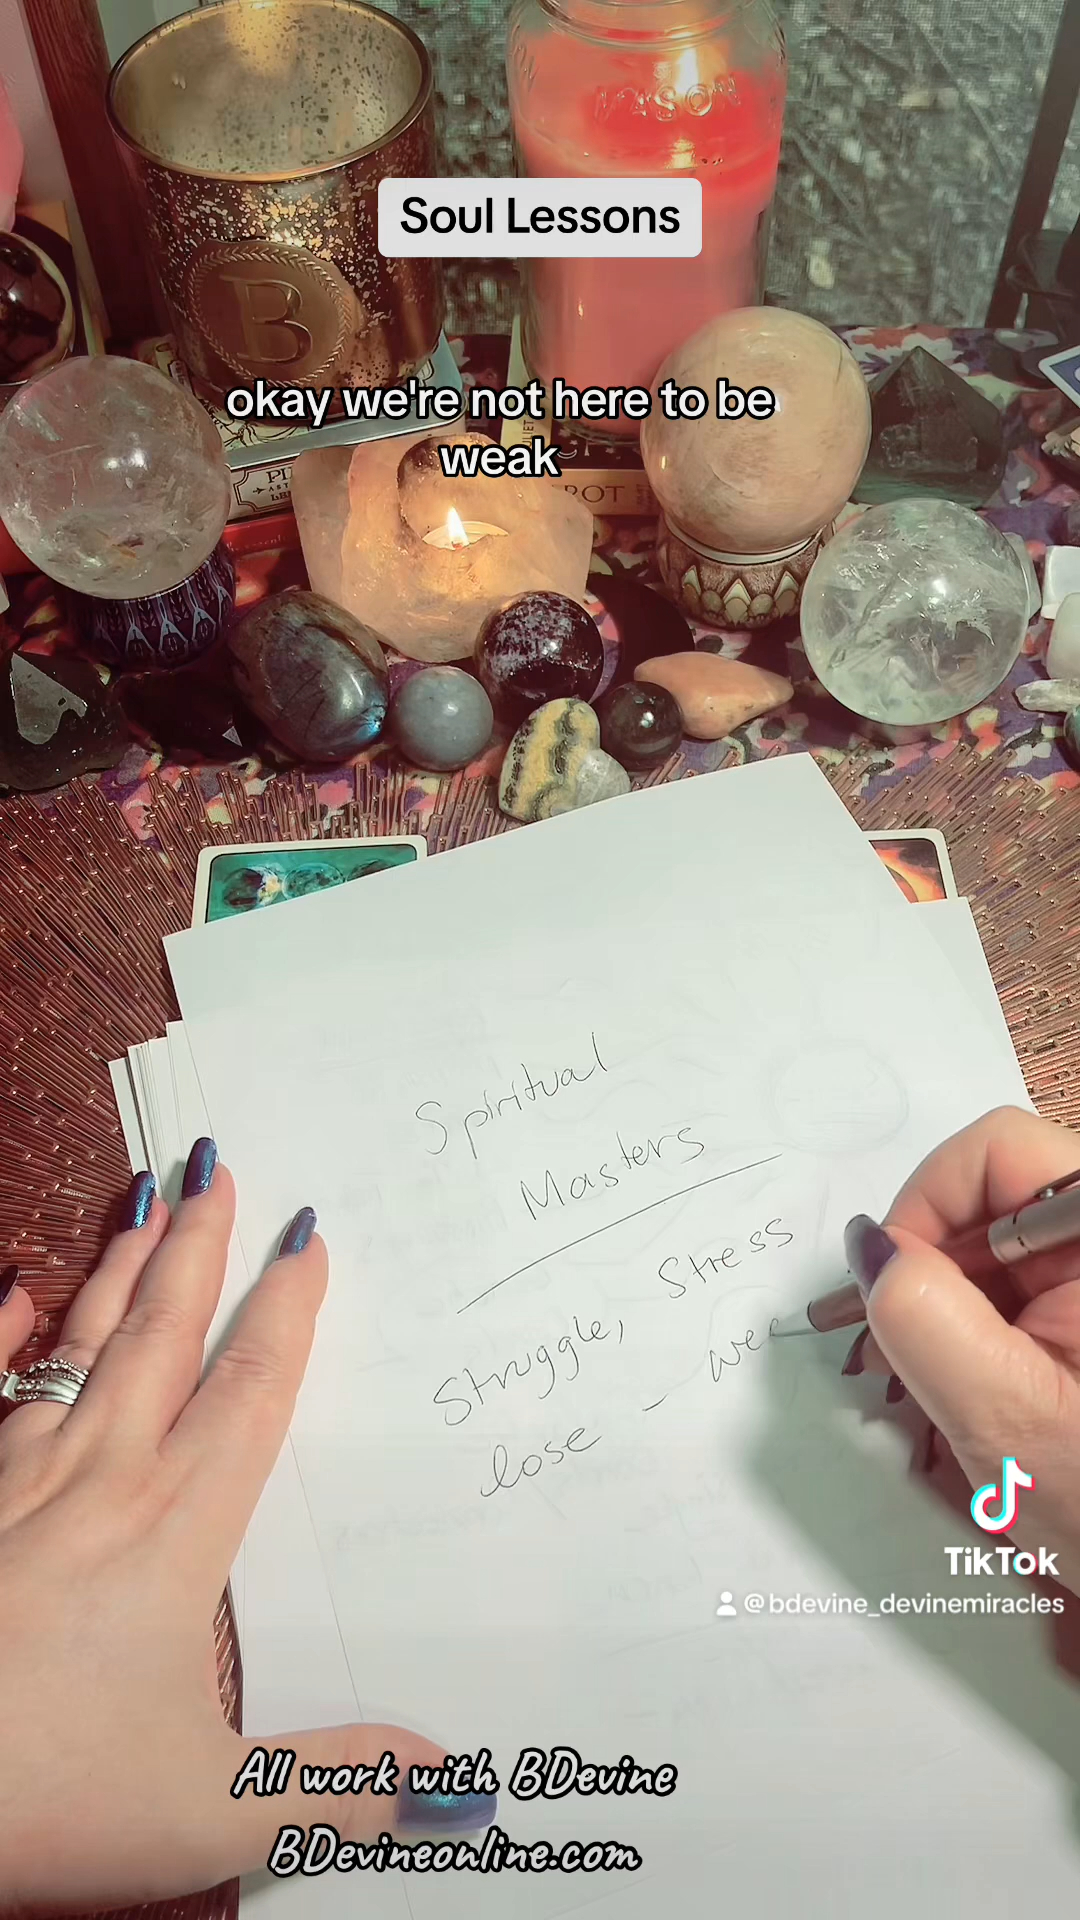 MASON
Soul Lessons
B
okay we're not here to be
weak
Spiritual
Masters
Struggle, Stress
lose -
TikTok
@bdevine_devinemiracles
All work with BDevine
BDevineonline.com